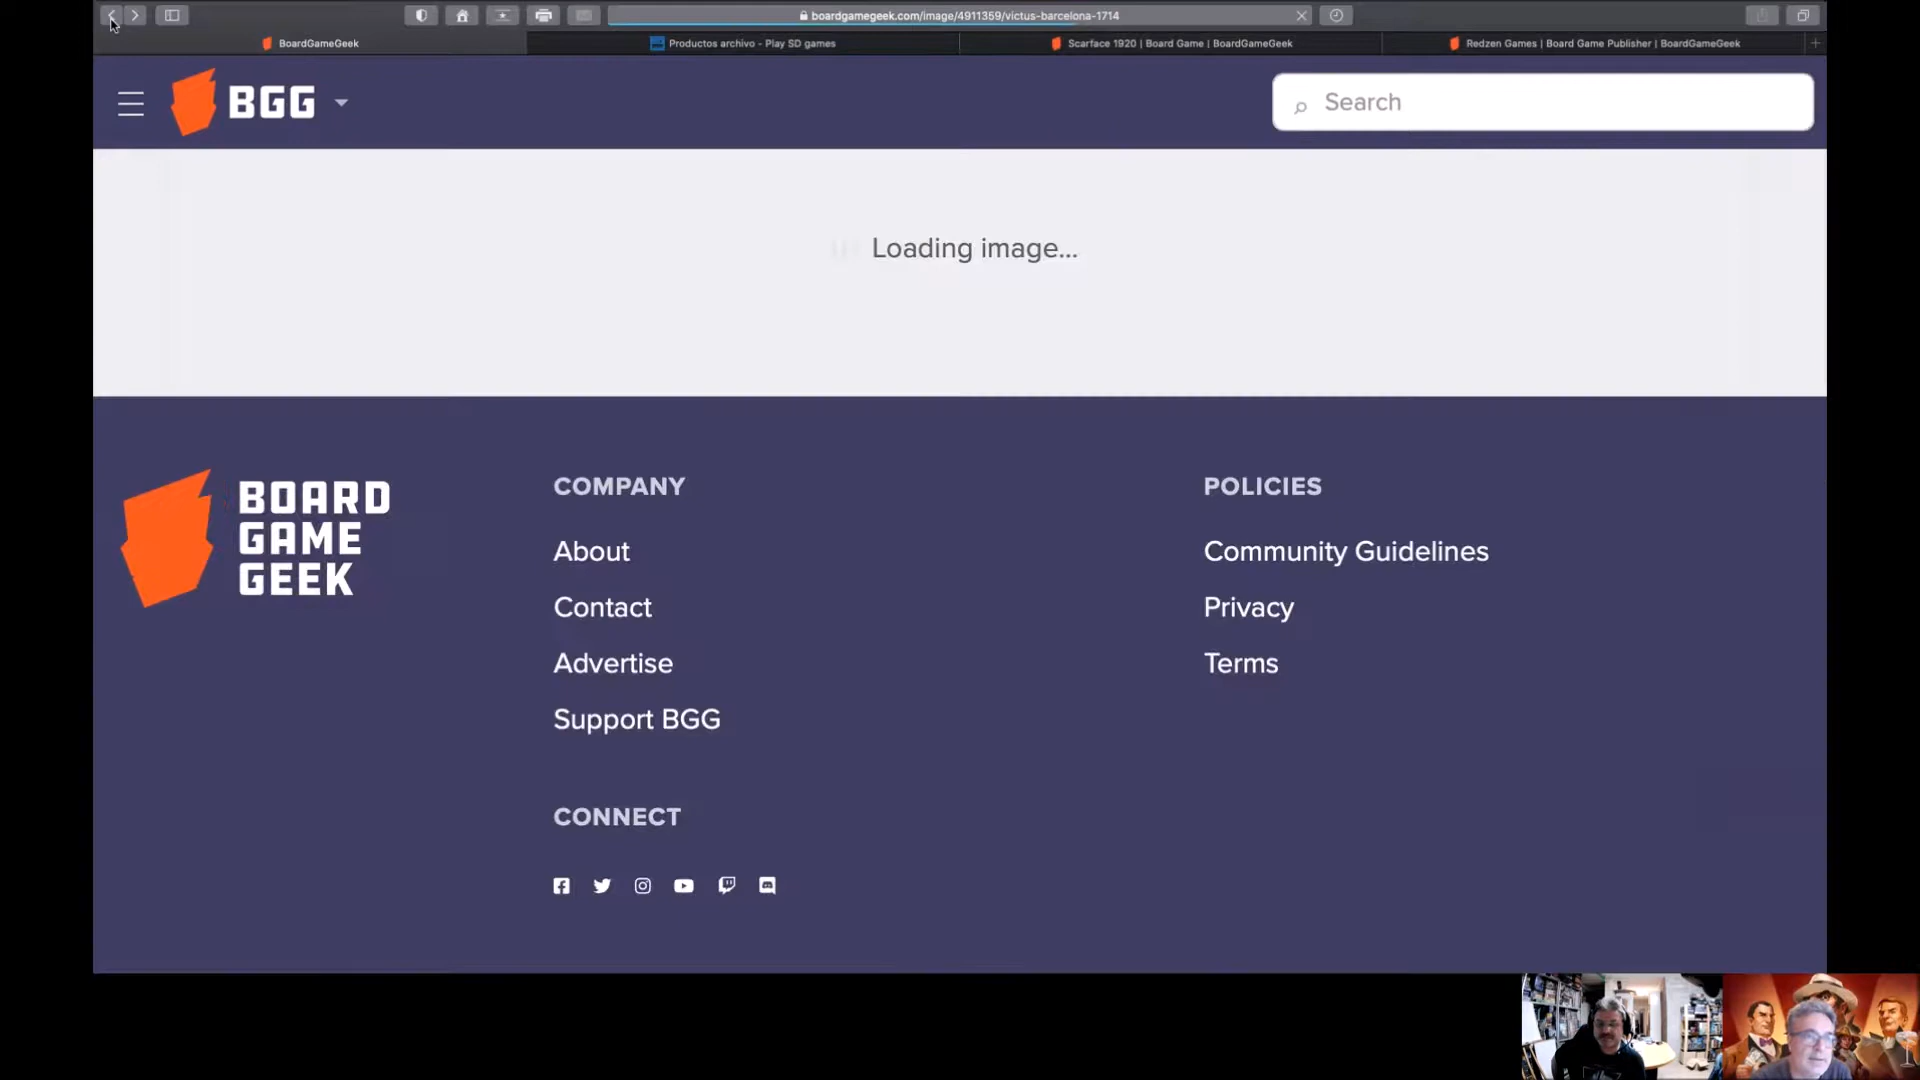 boardgamegeek.com/image/4911359/victus-barcelona-1714
BoardGameGeek
Productos archivo - Play SD games
Scarface 1920 | Board Game | BoardGameGeek
Redzen Games | Board Game Publisher | BoardGameGeek
BGG
Search
Loading image...
BOARD
GAME
GEEK
COMPANY
About
Contact
Advertise
Support BGG
CONNECT
POLICIES
Community Guidelines
Privacy
Terms